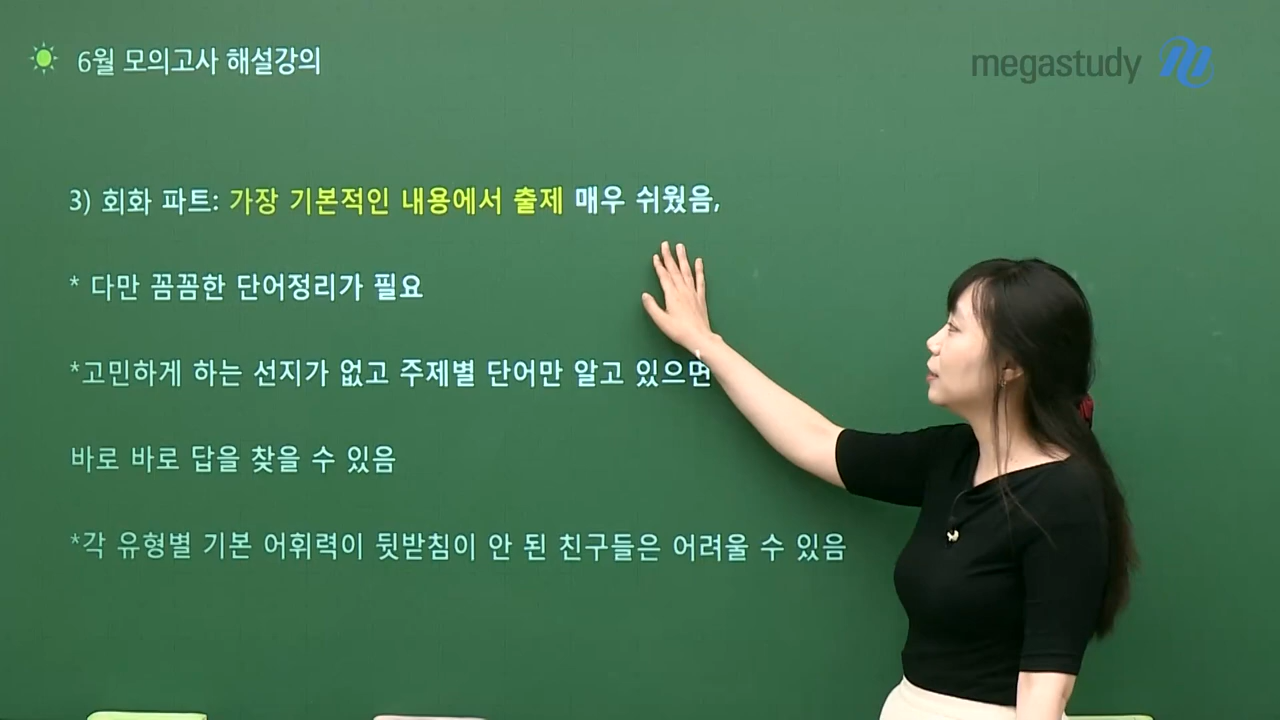 6월 모의고사 해설강의
megastudy
3) 회화 파트: 가장 기본적인 내용에서 출제 매우 쉬웠음,
* 다만 꼼꼼한 단어정리가 필요
*고민하게 하는 선지가 없고 주제별 단어만 알고 있으면
바로 바로 답을 찾을 수 있음
*각 유형별 기본 어휘력이 뒷받침이 안 된 친구들은 어려울 수 있음